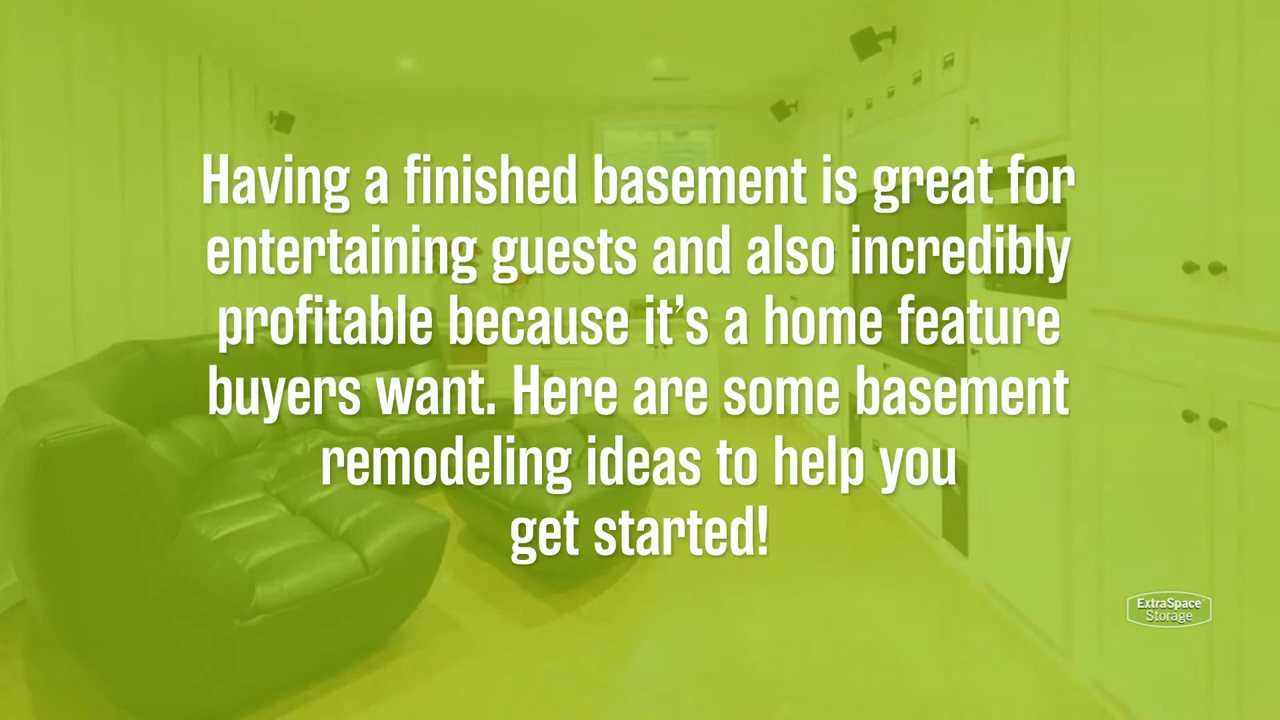 Having a finished basement is great for
entertaining guests and also incredibly
profitable because it’s a home feature
buyers want. Here are some basement
remodeling ideas to help you
get started!
ExtraSpace
Storage